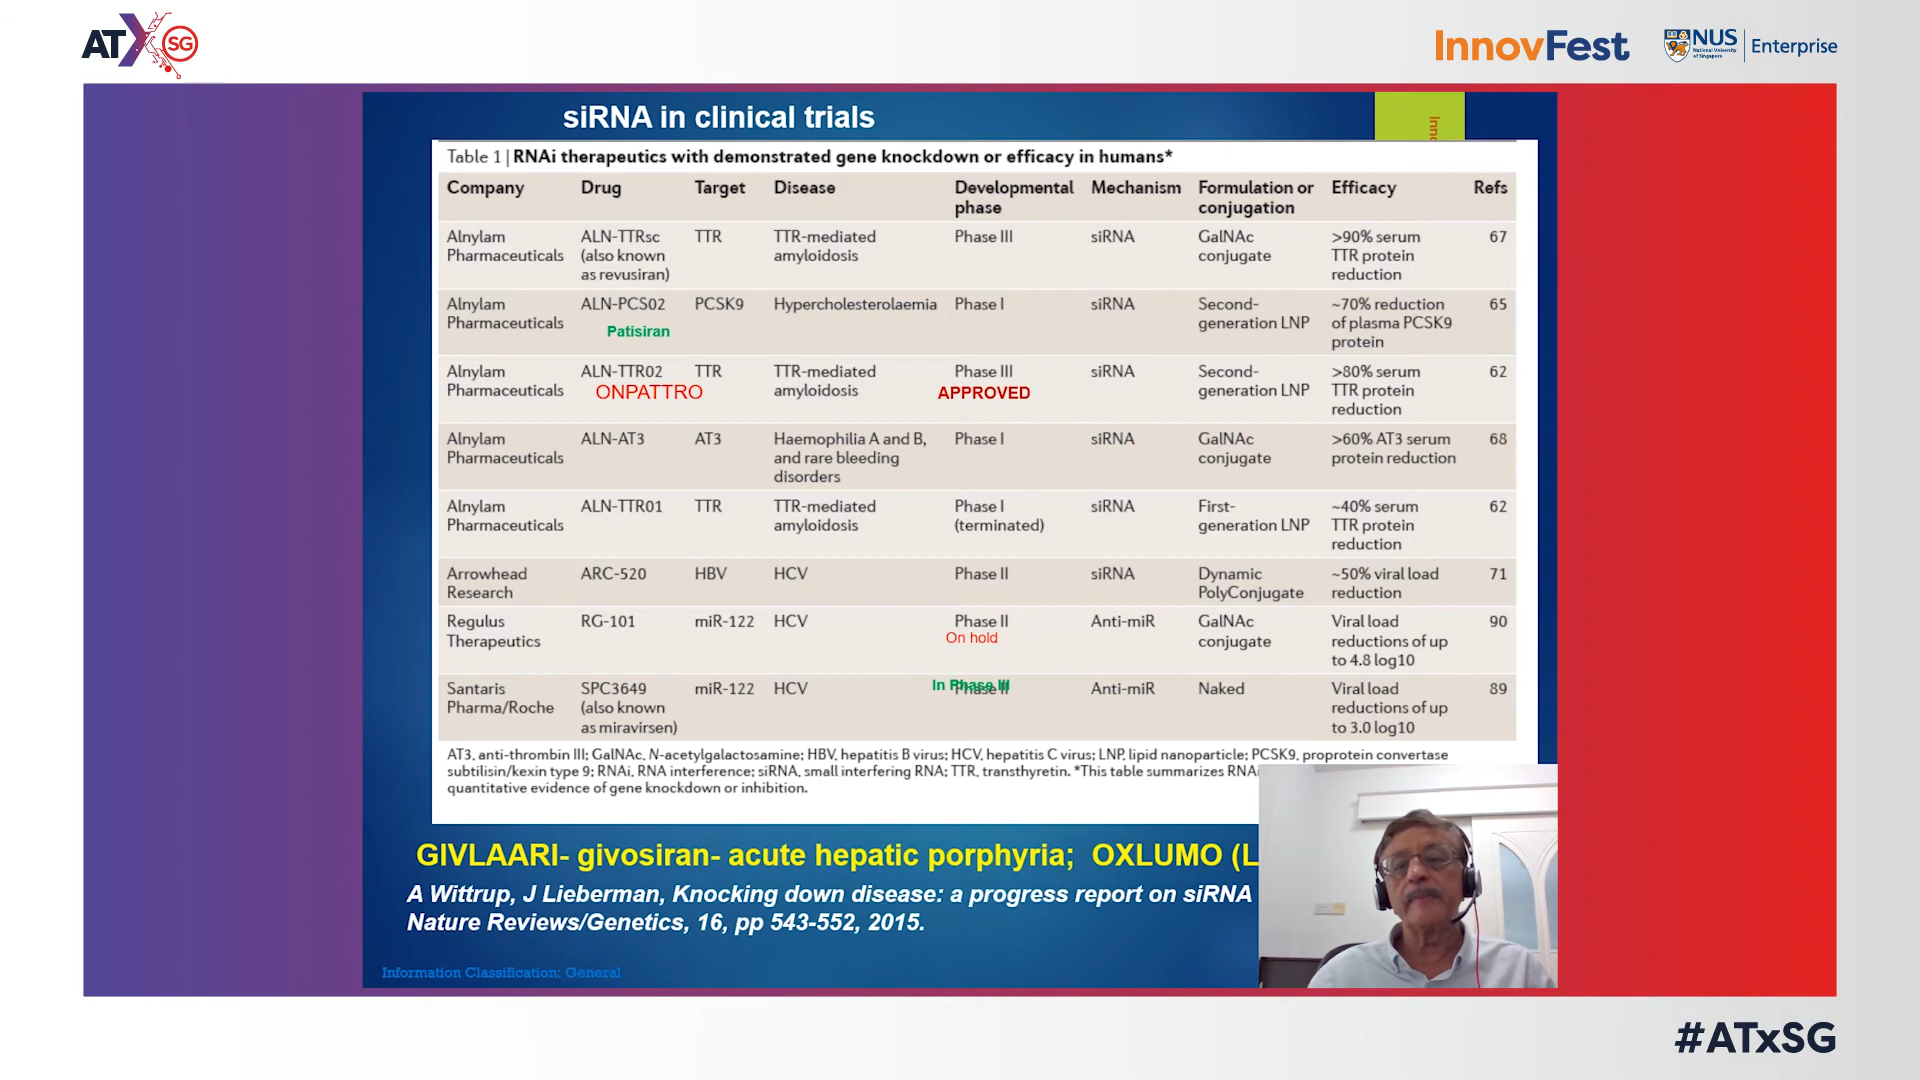 ATX SG
InnovFest
NUS National University of Singapore Enterprise
siRNA in clinical trials
Inno
Table 1 | RNAi therapeutics with demonstrated gene knockdown or efficacy in humans*
Company Drug Target Disease Developmental phase Mechanism Formulation or conjugation Efficacy Refs
Alnylam Pharmaceuticals ALN-TTRsc (also known as revusiran) TTR TTR-mediated amyloidosis Phase III siRNA GalNAc conjugate >90% serum TTR protein reduction 67
Alnylam Pharmaceuticals ALN-PCS02 PCSK9 Hypercholesterolaemia Phase I siRNA Second-generation LNP ~70% reduction of plasma PCSK9 protein 65
Patisiran
Alnylam Pharmaceuticals ALN-TTR02 TTR TTR-mediated amyloidosis Phase III siRNA Second-generation LNP >80% serum TTR protein reduction 62
ONPATTRO APPROVED
Alnylam Pharmaceuticals ALN-AT3 AT3 Haemophilia A and B, and rare bleeding disorders Phase I siRNA GalNAc conjugate >60% AT3 serum protein reduction 68
Alnylam Pharmaceuticals ALN-TTR01 TTR TTR-mediated amyloidosis Phase I (terminated) siRNA First-generation LNP ~40% serum TTR protein reduction 62
Arrowhead Research ARC-520 HBV HCV Phase II siRNA Dynamic PolyConjugate ~50% viral load reduction 71
Regulus Therapeutics RG-101 miR-122 HCV Phase II Anti-miR GalNAc conjugate Viral load reductions of up to 4.8 log10 90
On hold
In Phase III
Santaris Pharma/Roche SPC3649 (also known as miravirsen) miR-122 HCV Phase II Anti-miR Naked Viral load reductions of up to 3.0 log10 89
AT3, anti-thrombin III; GalNAc, N-acetylgalactosamine; HBV, hepatitis B virus; HCV, hepatitis C virus; LNP, lipid nanoparticle; PCSK9, proprotein convertase
subtilisin/kexin type 9; RNAi, RNA interference; siRNA, small interfering RNA; TTR, transthyretin. *This table summarizes RNAi
quantitative evidence of gene knockdown or inhibition.
GIVLAARI- givosiran- acute hepatic porphyria; OXLUMO (L
A Wittrup, J Lieberman, Knocking down disease: a progress report on siRNA
Nature Reviews/Genetics, 16, pp 543-552, 2015.
Information Classification: General
#ATxSG